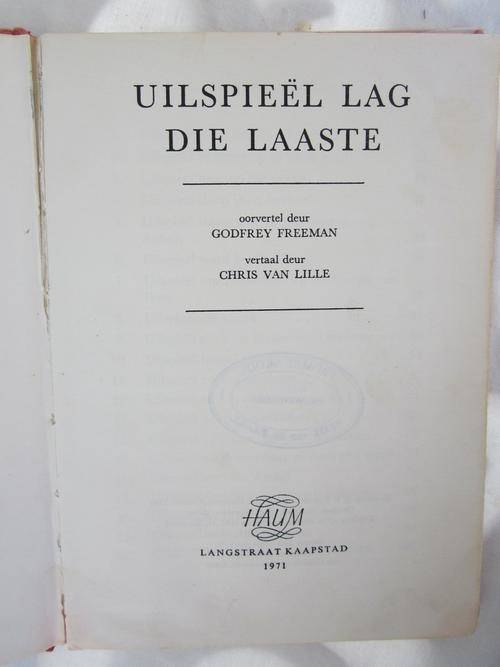 UILSPIEËL LAG
DIE LAASTE
oorvertel deur
GODFREY FREEMAN
vertaal deur
CHRIS VAN LILLE
HAUM
LANGSTRAAT KAAPSTAD
1971